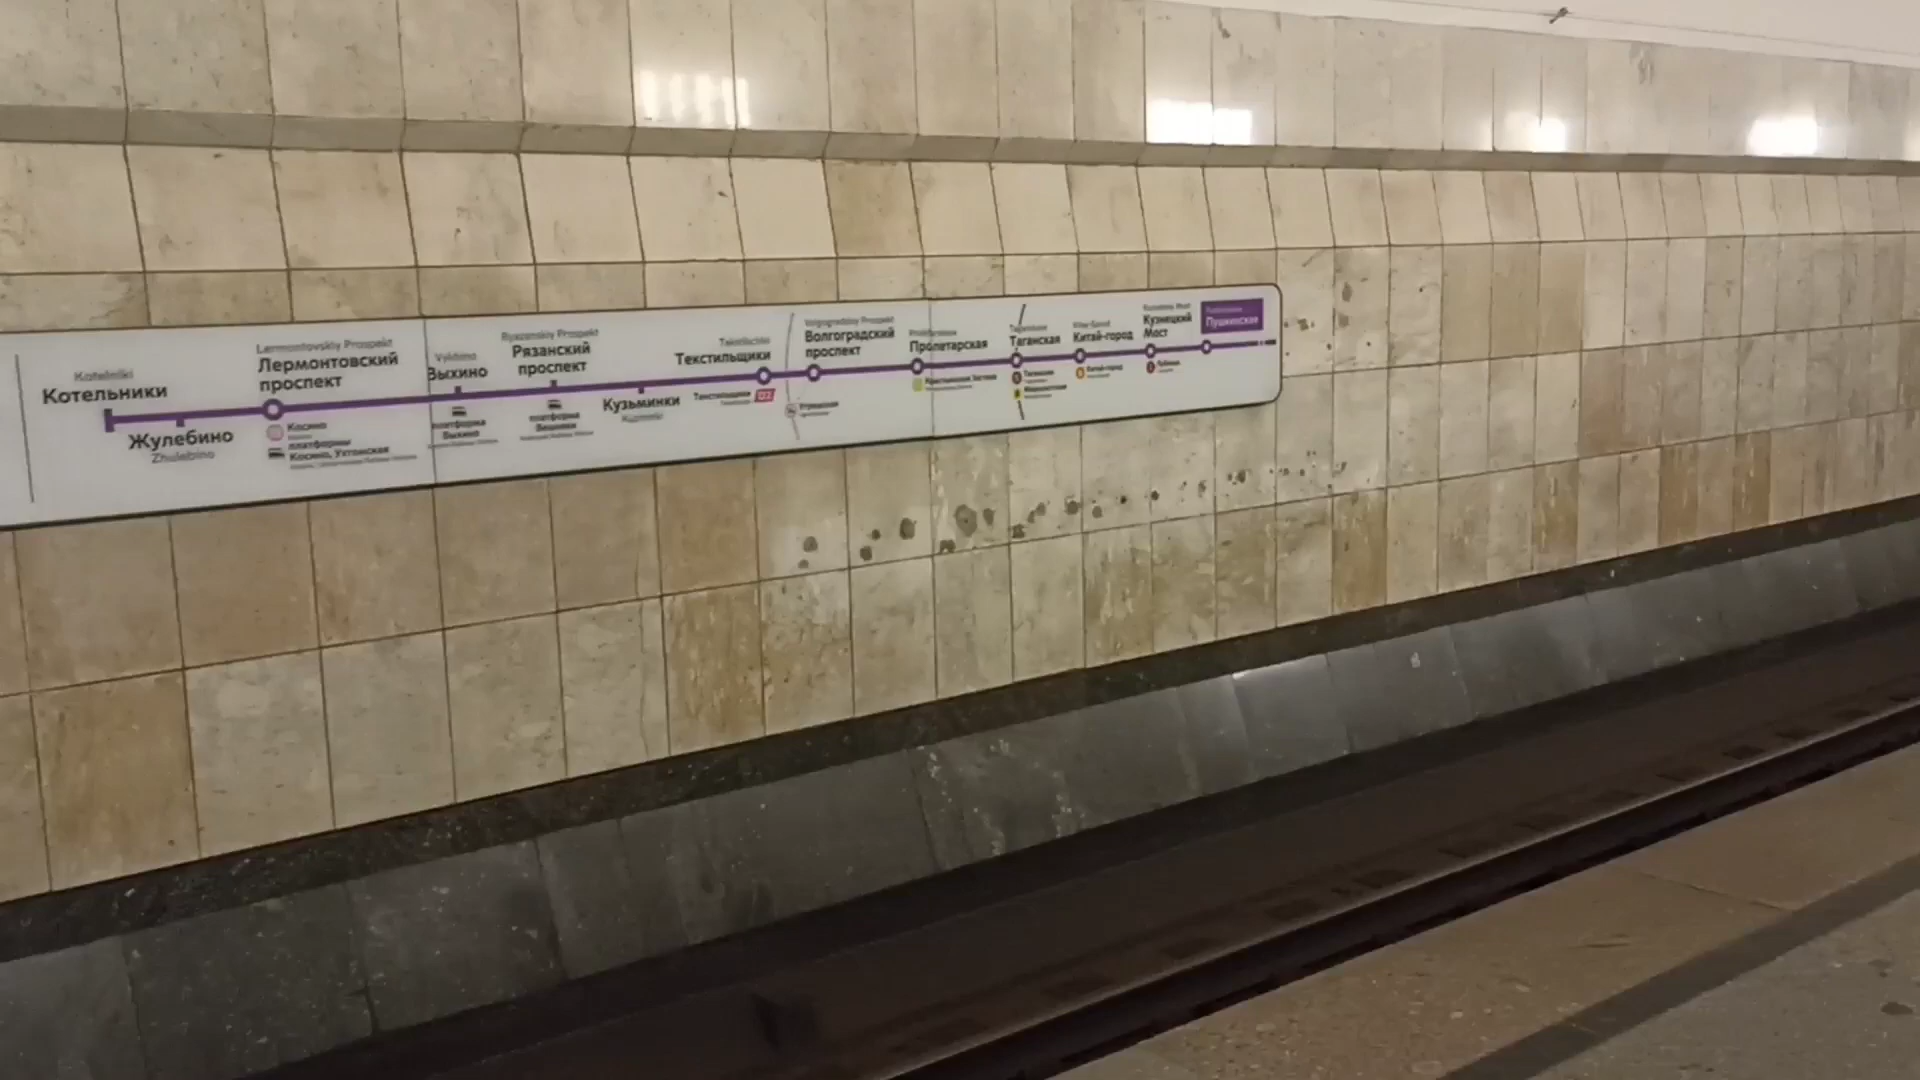 Kotelniki
Котельники
Жулебино
Zhulebino
Lermontovskiy Prospekt
Лермонтовский
проспект
Косино
платформы
Косино, Ухтомская
Vykhino
Выхино
платформа
Выхино
Ryazanskiy Prospekt
Рязанский
проспект
платформа
Вешняки
Кузьминки
Kuzminki
Tekstilschiki
Текстильщики
Текстильщики D2
Volgogradskiy Prospekt
Волгоградский
проспект
Угрешская
Proletarskaya
Пролетарская
Крестьянская Застава
Taganskaya
Таганская
Таганская
Марксистская
Kitay-Gorod
Китай-город
Китай-город
Kuznetskiy Most
Кузнецкий
Мост
Лубянка
Пушкинская